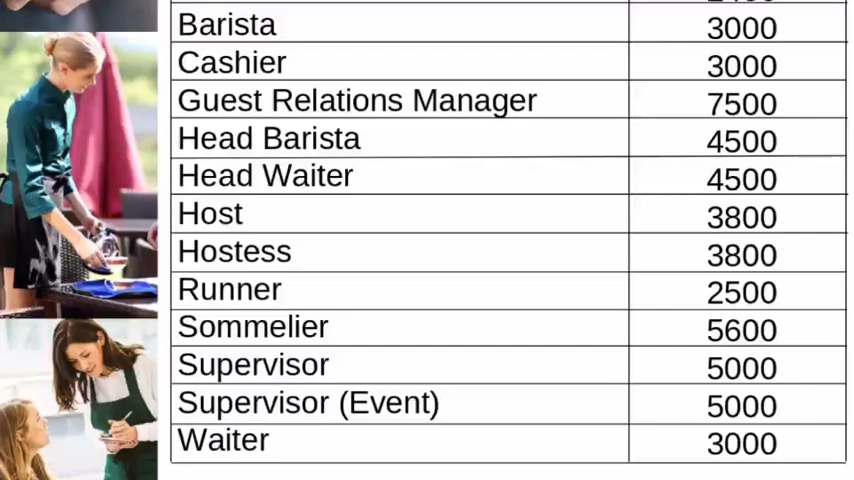 Barista 3000
Cashier 3000
Guest Relations Manager 7500
Head Barista 4500
Head Waiter 4500
Host 3800
Hostess 3800
Runner 2500
Sommelier 5600
Supervisor 5000
Supervisor (Event) 5000
Waiter 3000